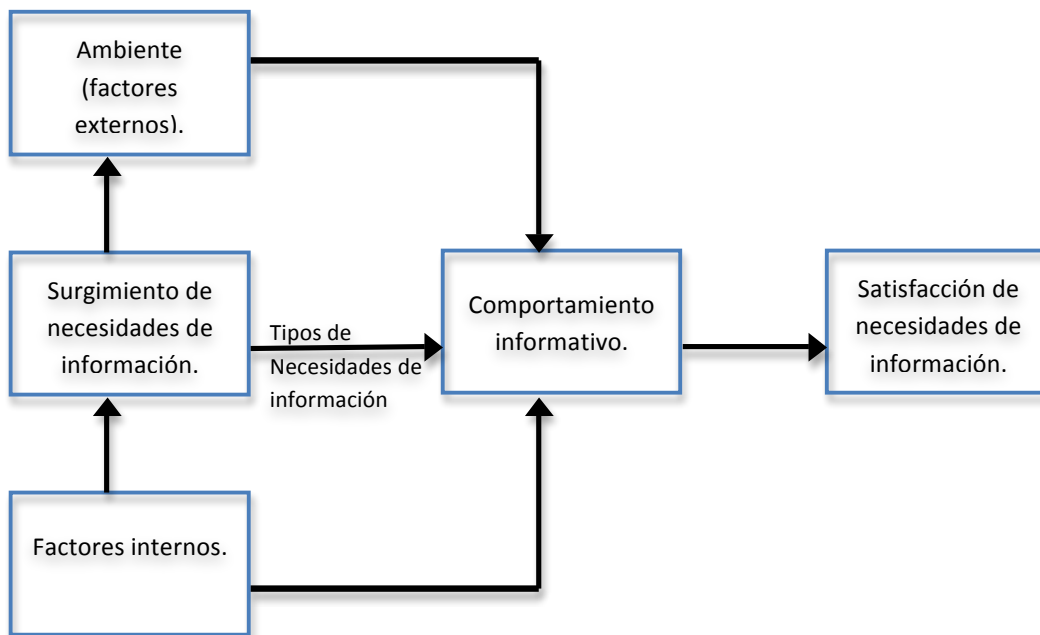 Ambiente
(factores
externos).
Surgimiento de
necesidades de
información.
Tipos de
Necesidades de
información
Comportamiento
informativo.
Satisfacción de
necesidades de
información.
Factores internos.